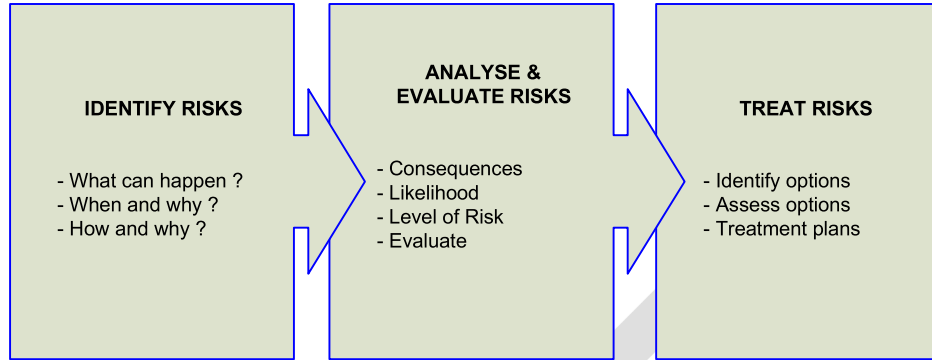 IDENTIFY RISKS
- What can happen ?
- When and why ?
- How and why ?
ANALYSE &
EVALUATE RISKS
- Consequences
- Likelihood
- Level of Risk
- Evaluate
TREAT RISKS
- Identify options
- Assess options
- Treatment plans